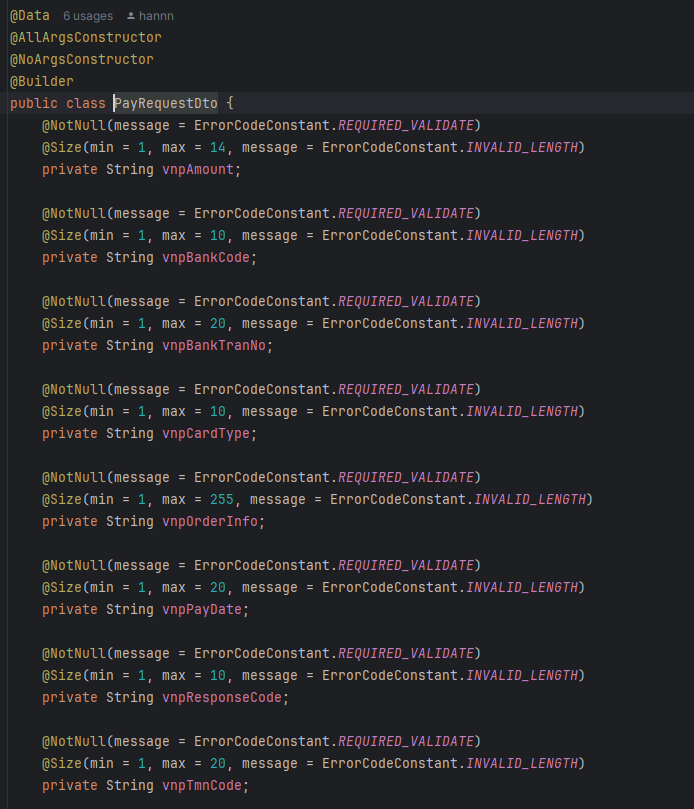 @Data 6 usages hannn
@AllArgsConstructor
@NoArgsConstructor
@Builder
public class PayRequestDto {
@NotNull(message = ErrorCodeConstant.REQUIRED_VALIDATE)
@Size(min = 1, max = 14, message = ErrorCodeConstant.INVALID_LENGTH)
private String vnpAmount;
@NotNull(message = ErrorCodeConstant.REQUIRED_VALIDATE)
@Size(min = 1, max = 10, message = ErrorCodeConstant.INVALID_LENGTH)
private String vnpBankCode;
@NotNull(message = ErrorCodeConstant.REQUIRED_VALIDATE)
@Size(min = 1, max = 20, message = ErrorCodeConstant.INVALID_LENGTH)
private String vnpBankTranNo;
@NotNull(message = ErrorCodeConstant.REQUIRED_VALIDATE)
@Size(min = 1, max = 10, message = ErrorCodeConstant.INVALID_LENGTH)
private String vnpCardType;
@NotNull(message = ErrorCodeConstant.REQUIRED_VALIDATE)
@Size(min = 1, max = 255, message = ErrorCodeConstant.INVALID_LENGTH)
private String vnpOrderInfo;
@NotNull(message = ErrorCodeConstant.REQUIRED_VALIDATE)
@Size(min = 1, max = 20, message = ErrorCodeConstant.INVALID_LENGTH)
private String vnpPayDate;
@NotNull(message = ErrorCodeConstant.REQUIRED_VALIDATE)
@Size(min = 1, max = 10, message = ErrorCodeConstant.INVALID_LENGTH)
private String vnpResponseCode;
@NotNull(message = ErrorCodeConstant.REQUIRED_VALIDATE)
@Size(min = 1, max = 20, message = ErrorCodeConstant.INVALID_LENGTH)
private String vnpTmnCode;